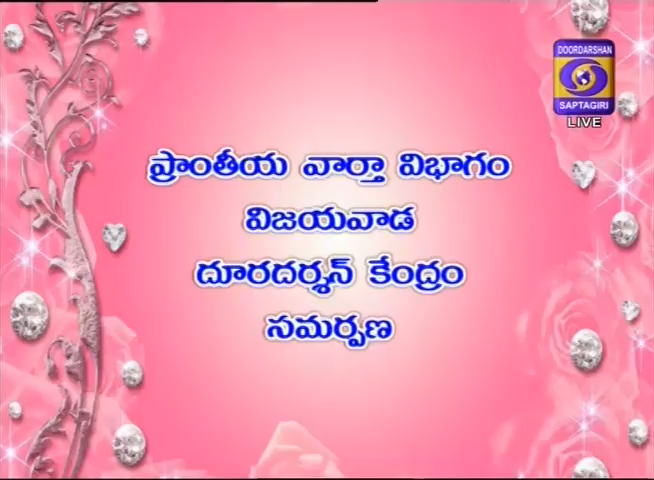 DOORDARSHAN
SAPTAGIRI
LIVE
ప్రాంతీయ వార్తా విభాగం
విజయవాడ
దూరదర్శన్ కేంద్రం
సమర్పణ